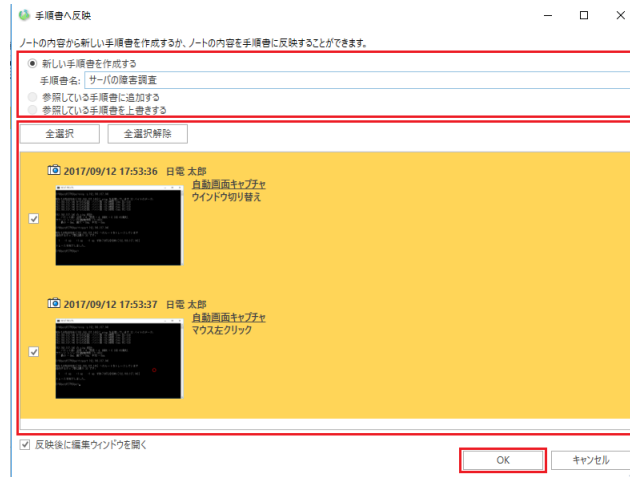 手順書へ反映
ノートの内容から新しい手順書を作成するか、ノートの内容を手順書に反映することができます。
新しい手順書を作成する
手順書名: サーバの障害調査
参照している手順書に追加する
参照している手順書を上書きする
全選択 全選択解除
2017/09/12 17:53:36 日電 太郎
自動画面キャプチャ
ウインドウ切り替え
2017/09/12 17:53:37 日電 太郎
自動画面キャプチャ
マウス左クリック
反映後に編集ウィンドウを開く
OK キャンセル